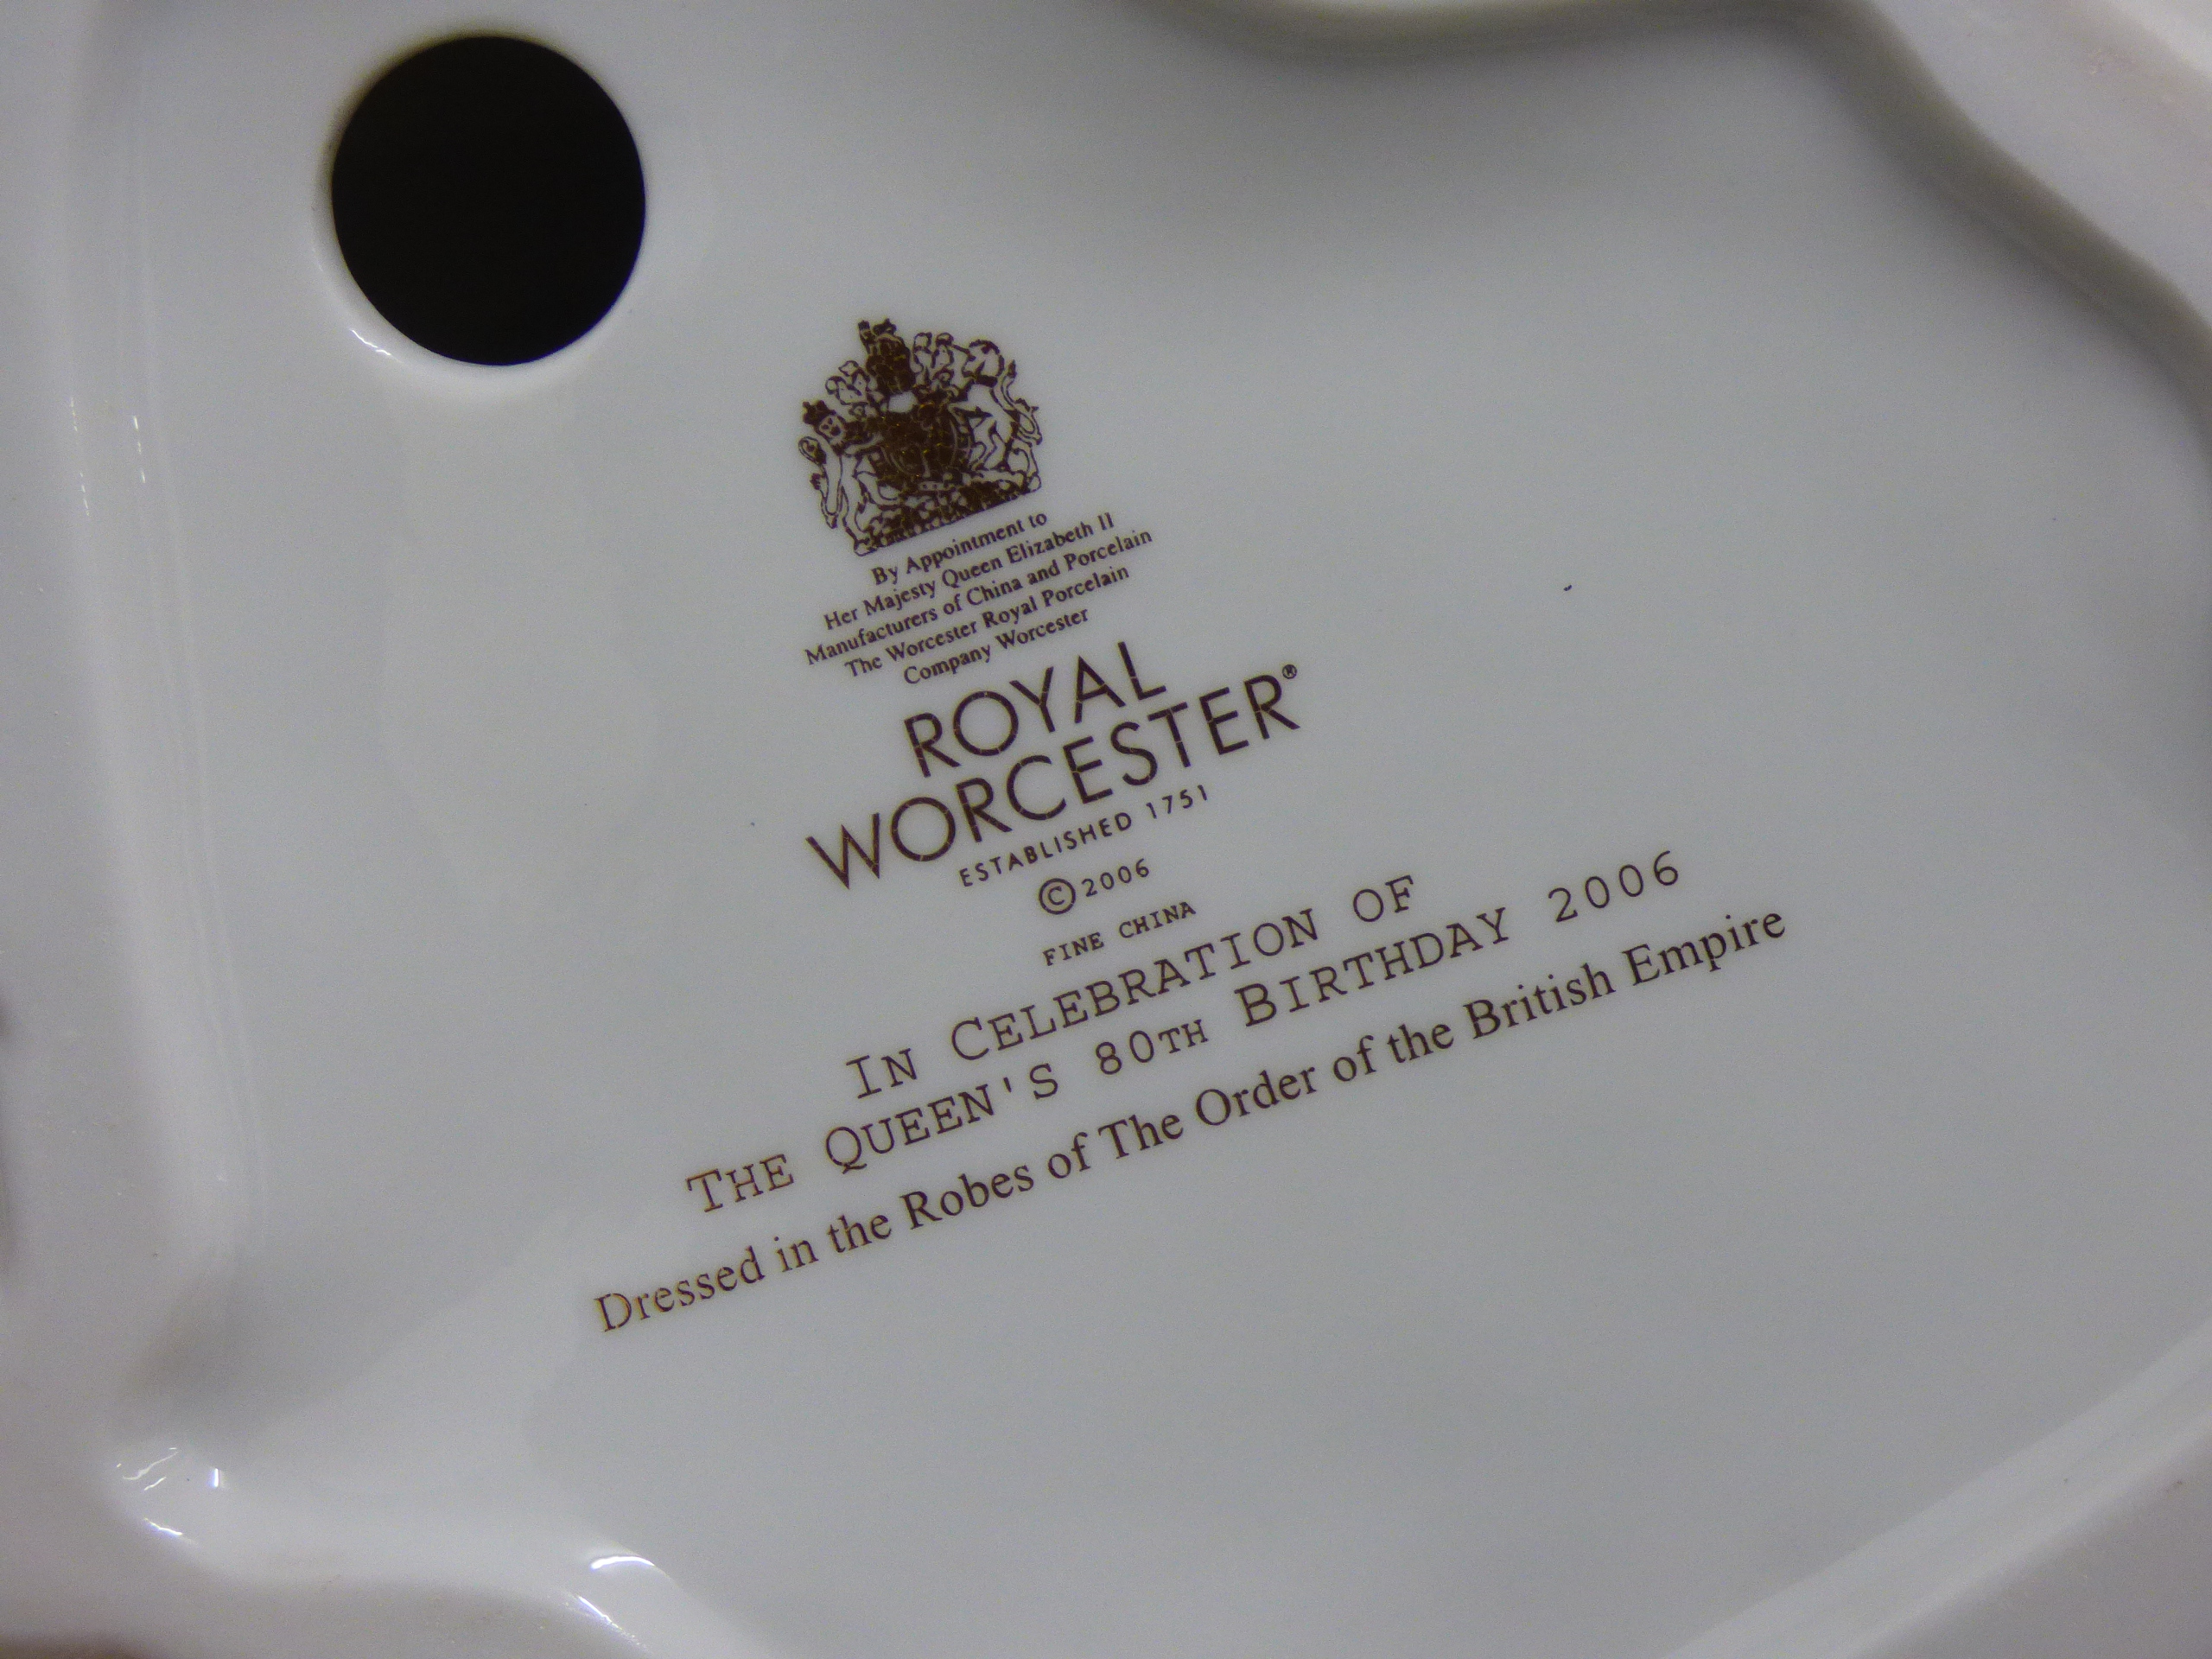 By Appointment to
Her Majesty Queen Elizabeth II
Manufacturers of China and Porcelain
The Worcester Royal Porcelain
Company Worcester
ROYAL
WORCESTER®
ESTABLISHED 1751
©2006
FINE CHINA
IN CELEBRATION OF
THE QUEEN'S 80TH BIRTHDAY 2006
Dressed in the Robes of The Order of the British Empire